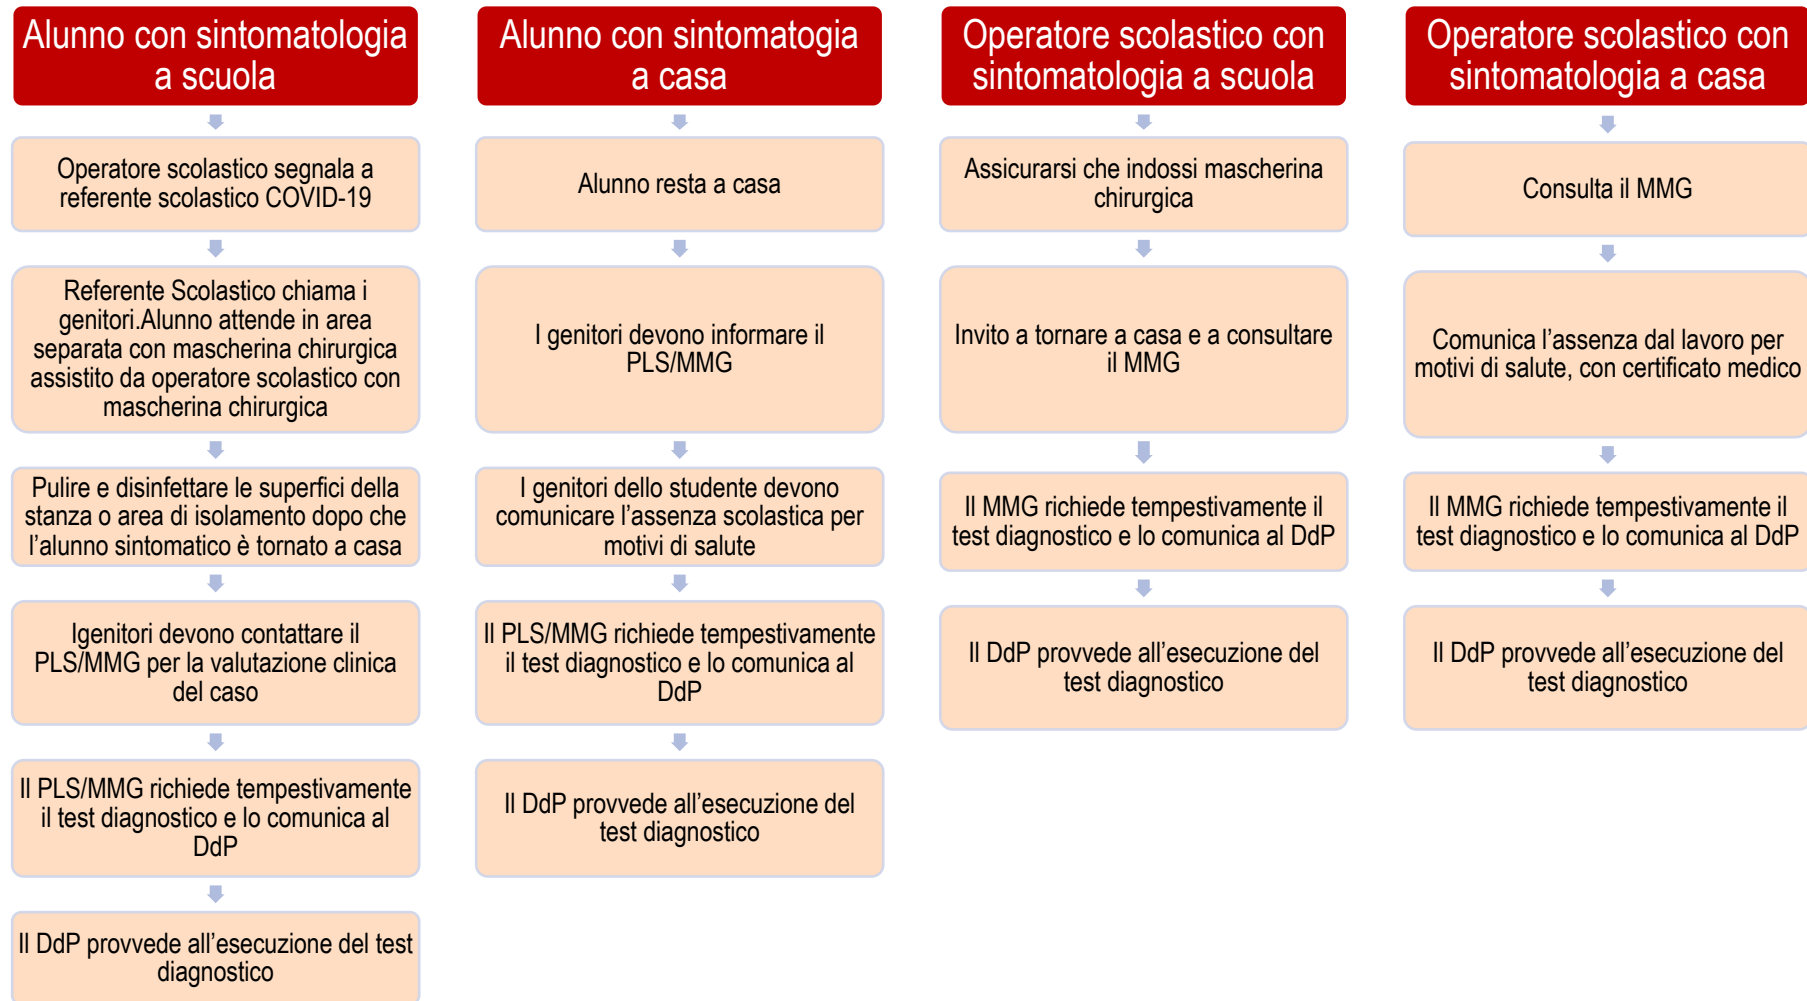 Alunno con sintomatologia
a scuola
Operatore scolastico segnala a
referente scolastico COVID-19
Referente Scolastico chiama i
genitori.Alunno attende in area
separata con mascherina chirurgica
assistito da operatore scolastico con
mascherina chirurgica
Pulire e disinfettare le superfici della
stanza o area di isolamento dopo che
l’alunno sintomatico è tornato a casa
Igenitori devono contattare il
PLS/MMG per la valutazione clinica
del caso
Il PLS/MMG richiede tempestivamente
il test diagnostico e lo comunica al
DdP
Il DdP provvede all’esecuzione del test
diagnostico
Alunno con sintomatogia
a casa
Alunno resta a casa
I genitori devono informare il
PLS/MMG
I genitori dello studente devono
comunicare l’assenza scolastica per
motivi di salute
Il PLS/MMG richiede tempestivamente
il test diagnostico e lo comunica al
DdP
Il DdP provvede all’esecuzione del
test diagnostico
Operatore scolastico con
sintomatologia a scuola
Assicurarsi che indossi mascherina
chirurgica
Invito a tornare a casa e a consultare
il MMG
Il MMG richiede tempestivamente il
test diagnostico e lo comunica al DdP
Il DdP provvede all’esecuzione del
test diagnostico
Operatore scolastico con
sintomatologia a casa
Consulta il MMG
Comunica l’assenza dal lavoro per
motivi di salute, con certificato medico
Il MMG richiede tempestivamente il
test diagnostico e lo comunica al DdP
Il DdP provvede all’esecuzione del
test diagnostico